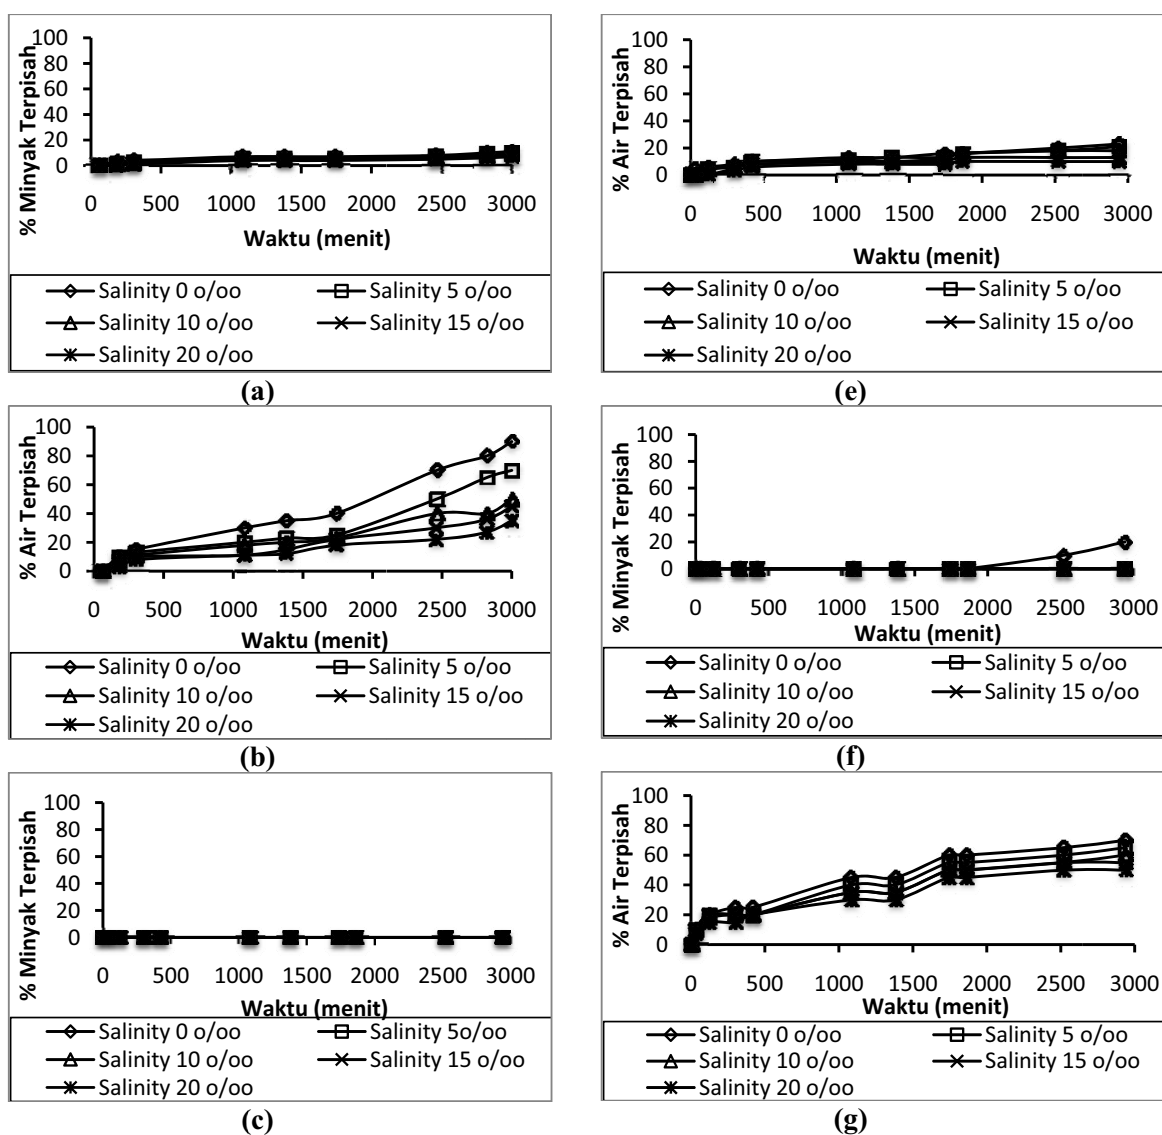 100
80
60
40
20
0
% Minyak Terpisah
0 500 1000 1500 2000 2500 3000
Waktu (menit)
Salinity 0 o/oo Salinity 5 o/oo
Salinity 10 o/oo Salinity 15 o/oo
Salinity 20 o/oo
(a)
100
80
60
40
20
0
% Air Terpisah
0 500 1000 1500 2000 2500 3000
Waktu (menit)
Salinity 0 o/oo Salinity 5 o/oo
Salinity 10 o/oo Salinity 15 o/oo
Salinity 20 o/oo
(e)
100
80
60
40
20
0
% Air Terpisah
0 500 1000 1500 2000 2500 3000
Waktu (menit)
Salinity 0 o/oo Salinity 5 o/oo
Salinity 10 o/oo Salinity 15 o/oo
Salinity 20 o/oo
(b)
100
80
60
40
20
0
% Minyak Terpisah
0 500 1000 1500 2000 2500 3000
Waktu (menit)
Salinity 0 o/oo Salinity 5 o/oo
Salinity 10 o/oo Salinity 15 o/oo
Salinity 20 o/oo
(f)
100
80
60
40
20
0
% Minyak Terpisah
0 500 1000 1500 2000 2500 3000
Waktu (menit)
Salinity 0 o/oo Salinity 5o/oo
Salinity 10 o/oo Salinity 15 o/oo
Salinity 20 o/oo
(c)
100
80
60
40
20
0
% Air Terpisah
0 500 1000 1500 2000 2500 3000
Waktu (menit)
Salinity 0 o/oo Salinity 5 o/oo
Salinity 10 o/oo Salinity 15 o/oo
Salinity 20 o/oo
(g)